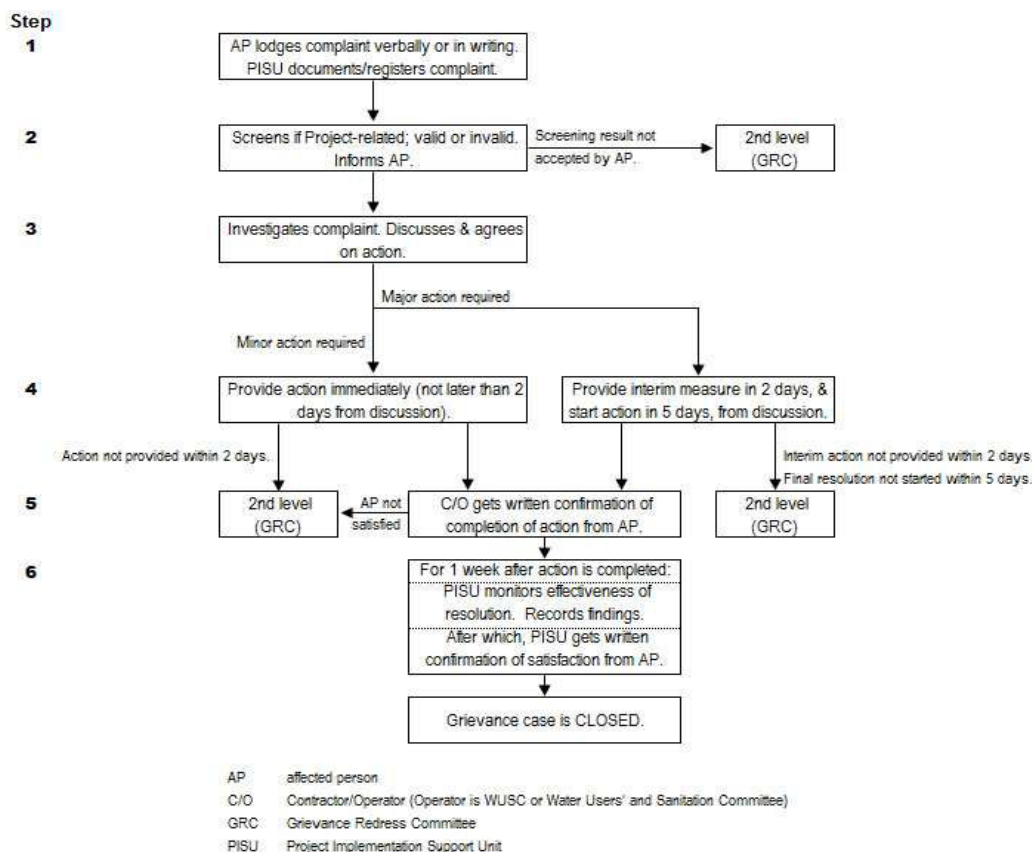 Step
1
AP lodges complaint verbally or in writing.
PISU documents/registers complaint.
2
Screens if Project-related; valid or invalid.
Informs AP.
Screening result not
accepted by AP.
2nd level
(GRC)
3
Investigates complaint. Discusses & agrees
on action.
Major action required
Minor action required
4
Provide action immediately (not later than 2
days from discussion).
Provide interim measure in 2 days, &
start action in 5 days, from discussion.
Action not provided within 2 days.
Interim action not provided within 2 days.
Final resolution not started within 5 days.
5
2nd level
(GRC)
AP not
satisfied
C/O gets written confirmation of
completion of action from AP.
2nd level
(GRC)
6
For 1 week after action is completed:
PISU monitors effectiveness of
resolution. Records findings.
After which, PISU gets written
confirmation of satisfaction from AP.
Grievance case is CLOSED.
AP affected person
C/O Contractor/Operator (Operator is WUSC or Water Users' and Sanitation Committee)
GRC Grievance Redress Committee
PISU Project Implementation Support Unit